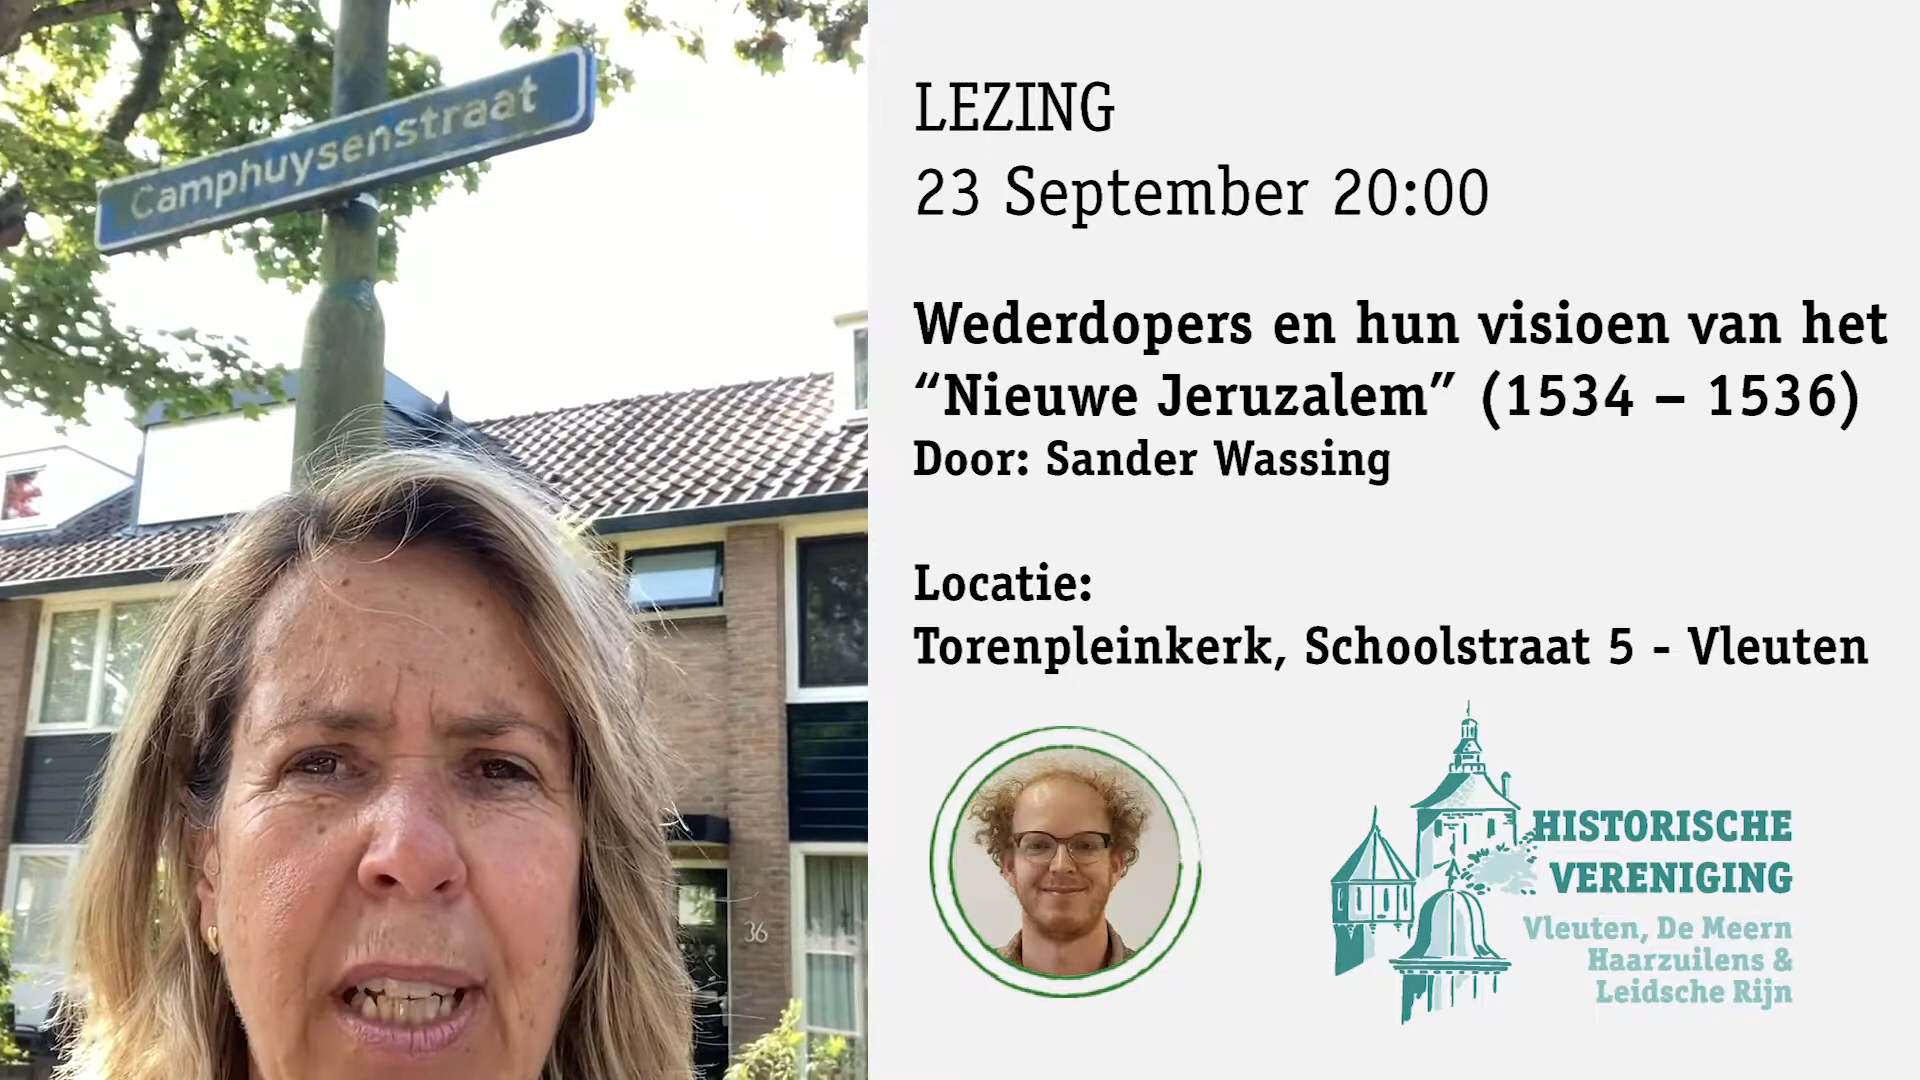 Camphuysenstraat
36
LEZING
23 September 20:00
Wederdopers en hun visioen van het
“Nieuwe Jeruzalem” (1534 – 1536)
Door: Sander Wassing
Locatie:
Torenpleinkerk, Schoolstraat 5 - Vleuten
HISTORISCHE
VERENIGING
Vleuten, De Meern
Haarzuilens &
Leidsche Rijn